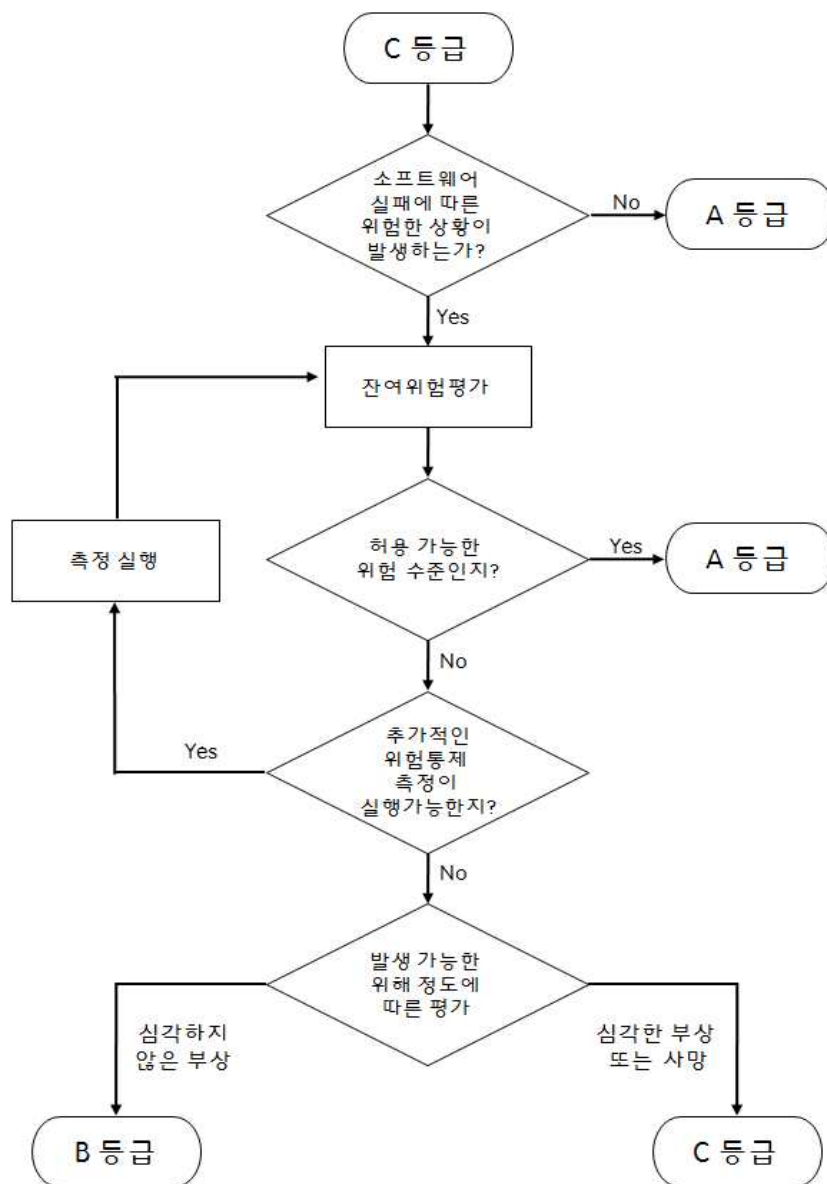 C 등급
소프트웨어
실패에 따른
위험한 상황이
발생하는가?
No
A 등급
Yes
잔여위험평가
측정 실행
허용 가능한
위험 수준인지?
Yes
A 등급
No
Yes
추가적인
위험통제
측정이
실행가능한지?
No
발생 가능한
위해 정도에
따른 평가
심각하지
않은 부상
심각한 부상
또는 사망
B 등급
C 등급